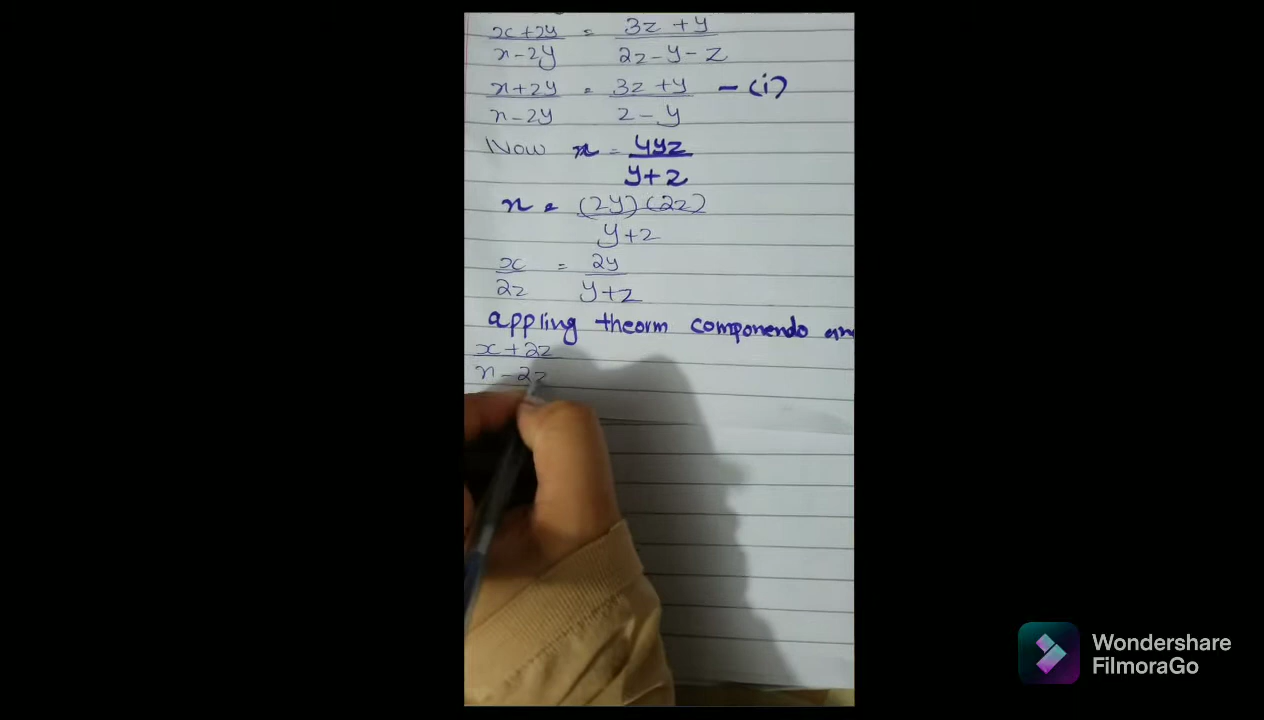 x+2y/x-2y = 3z+y/2z-y-z
x+2y/x-2y = 3z+y/z-y - (i)
Now x = 4yz/y+z
x = (2y)(2z)/y+z
x/2z = 2y/y+z
appling theorm componendo an
x+2z/x-2z
Wondershare
FilmoraGo